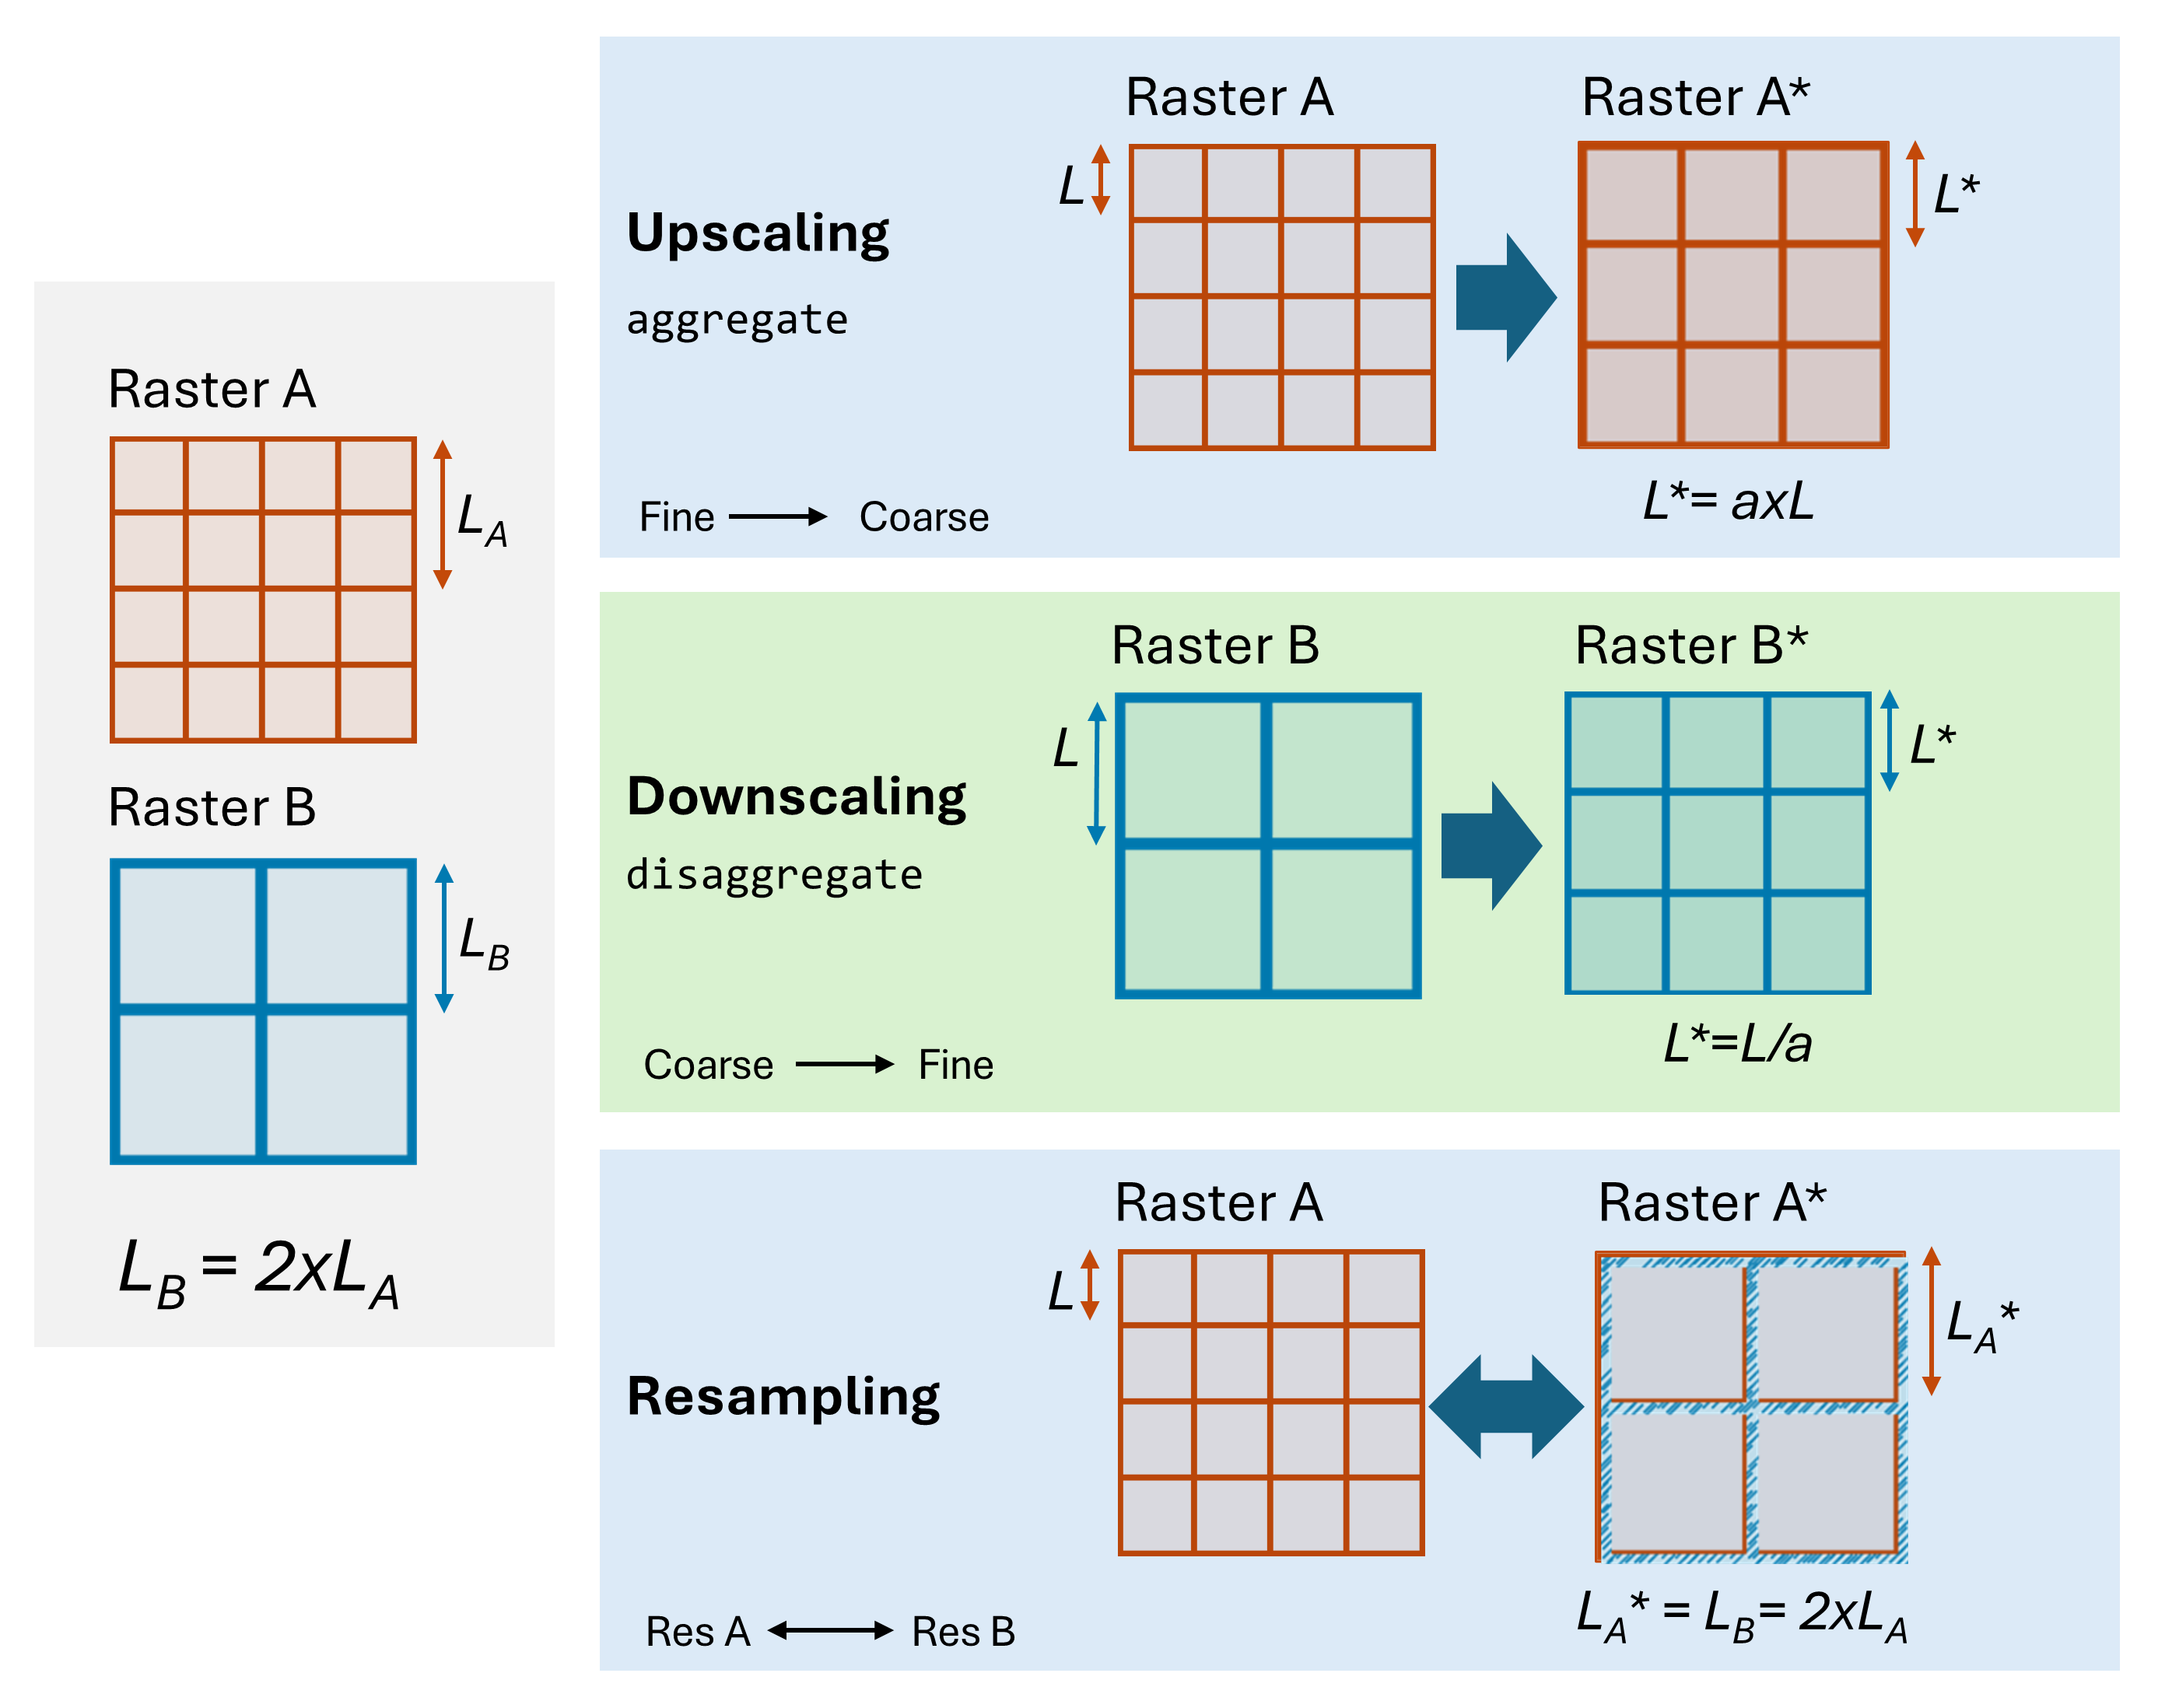 Raster A
L_A
Raster B
L_B
L_B = 2xL_A
Upscaling
aggregate
Fine
Coarse
Raster A
L
Raster A*
L*
L*= axL
Downscaling
disaggregate
Coarse
Fine
Raster B
L
Raster B*
L*
L*=L/a
Resampling
Res A
Res B
Raster A
L
Raster A*
L_A*
L_A* = L_B= 2xL_A